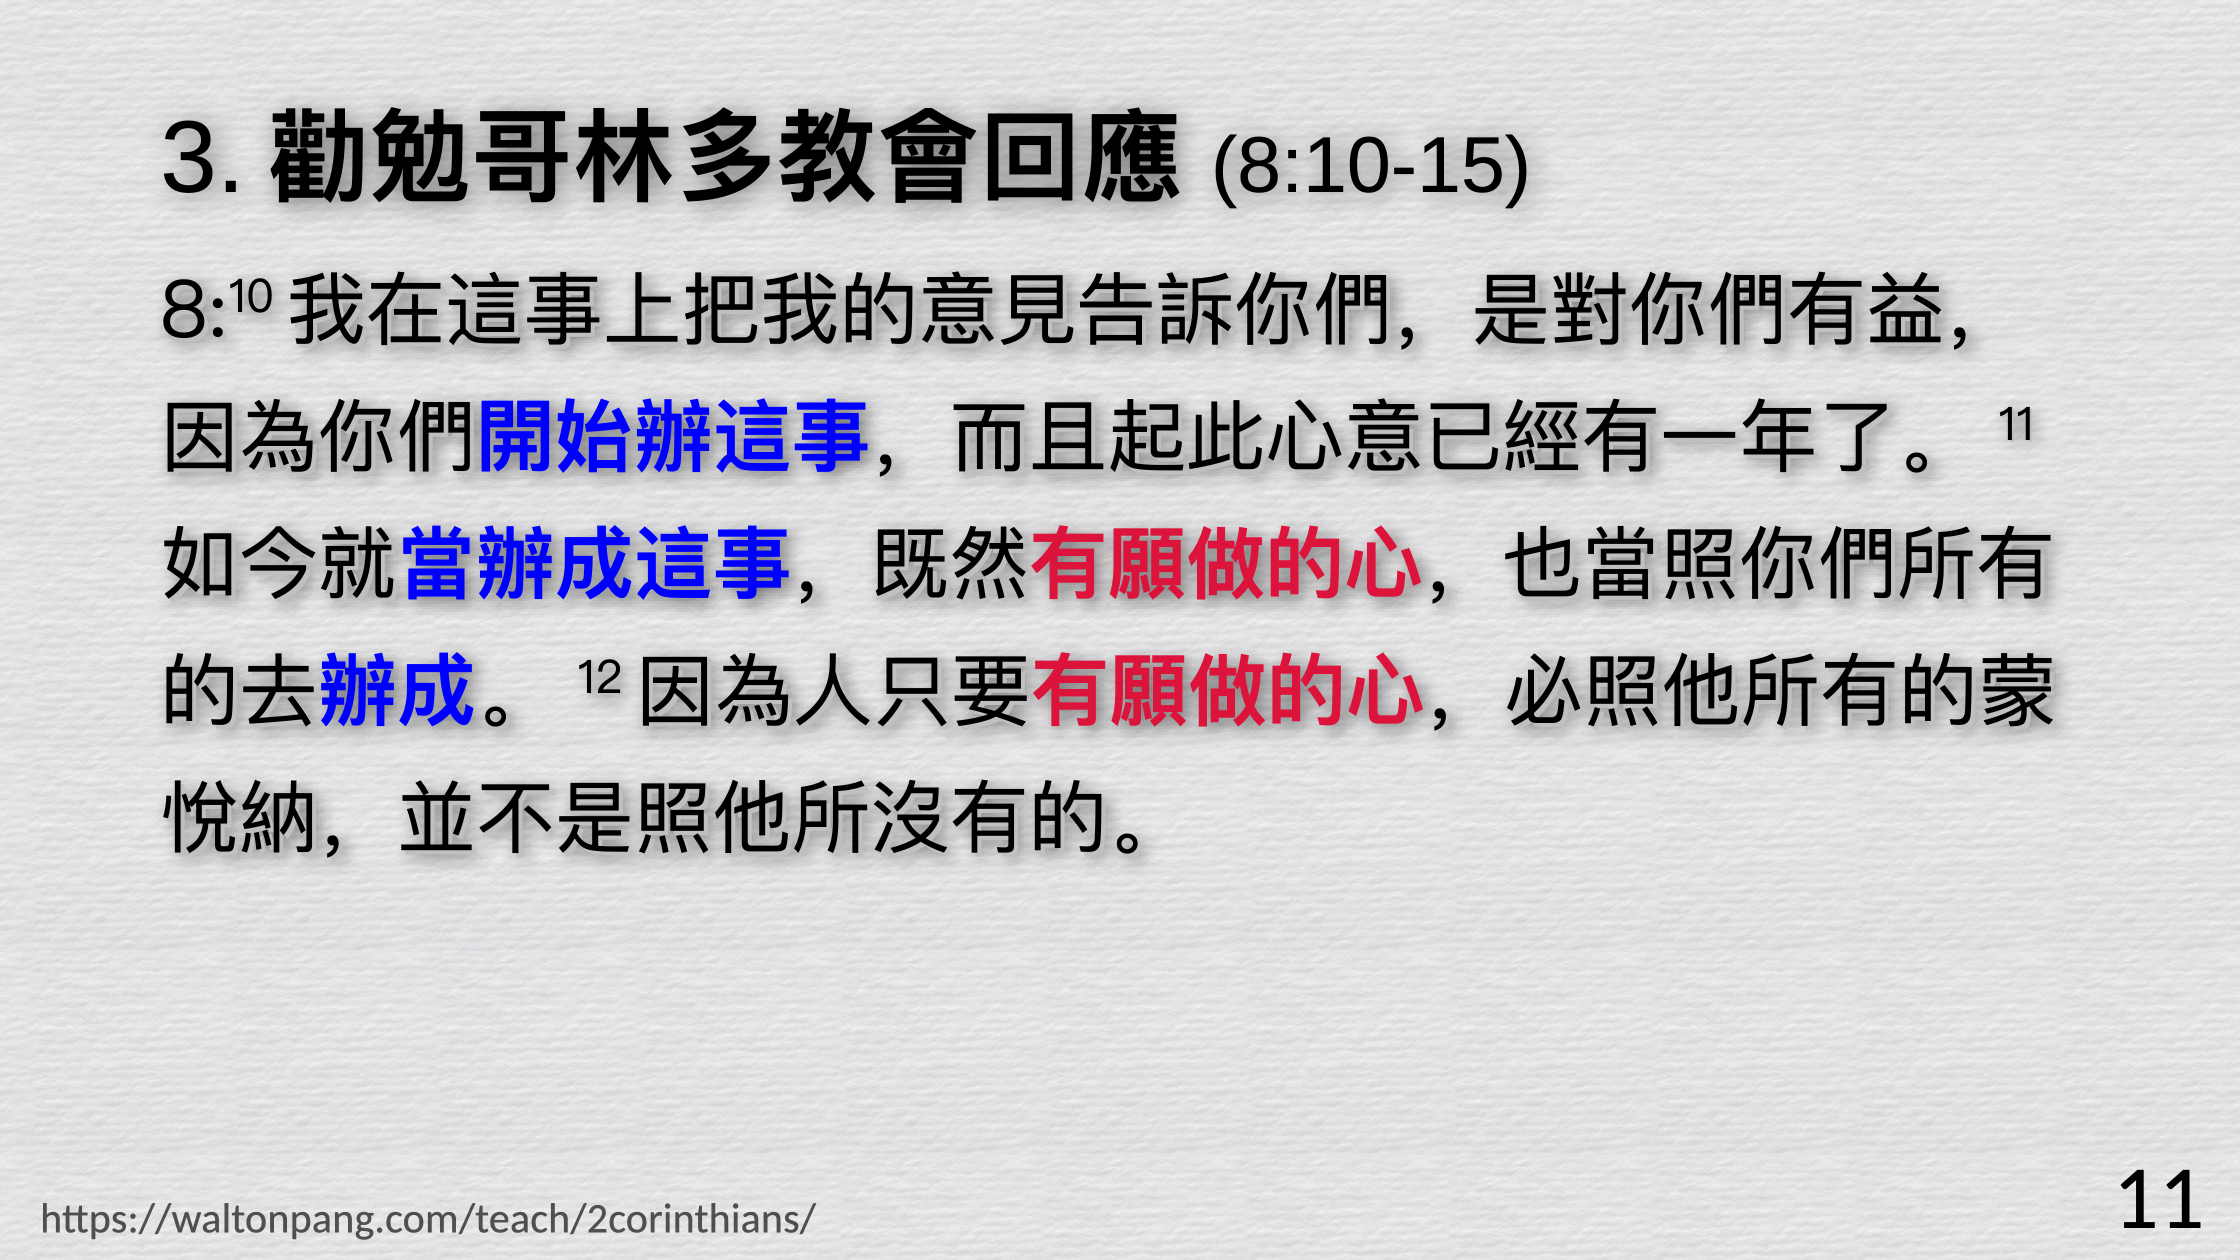 3. 勸勉哥林多教會回應 (8:10-15)
8:10 我在這事上把我的意見告訴你們，是對你們有益，
因為你們開始辦這事，而且起此心意已經有一年了。 11
如今就當辦成這事，既然有願做的心，也當照你們所有
的去辦成。 12 因為人只要有願做的心，必照他所有的蒙
悅納，並不是照他所沒有的。
https://waltonpang.com/teach/2corinthians/
11